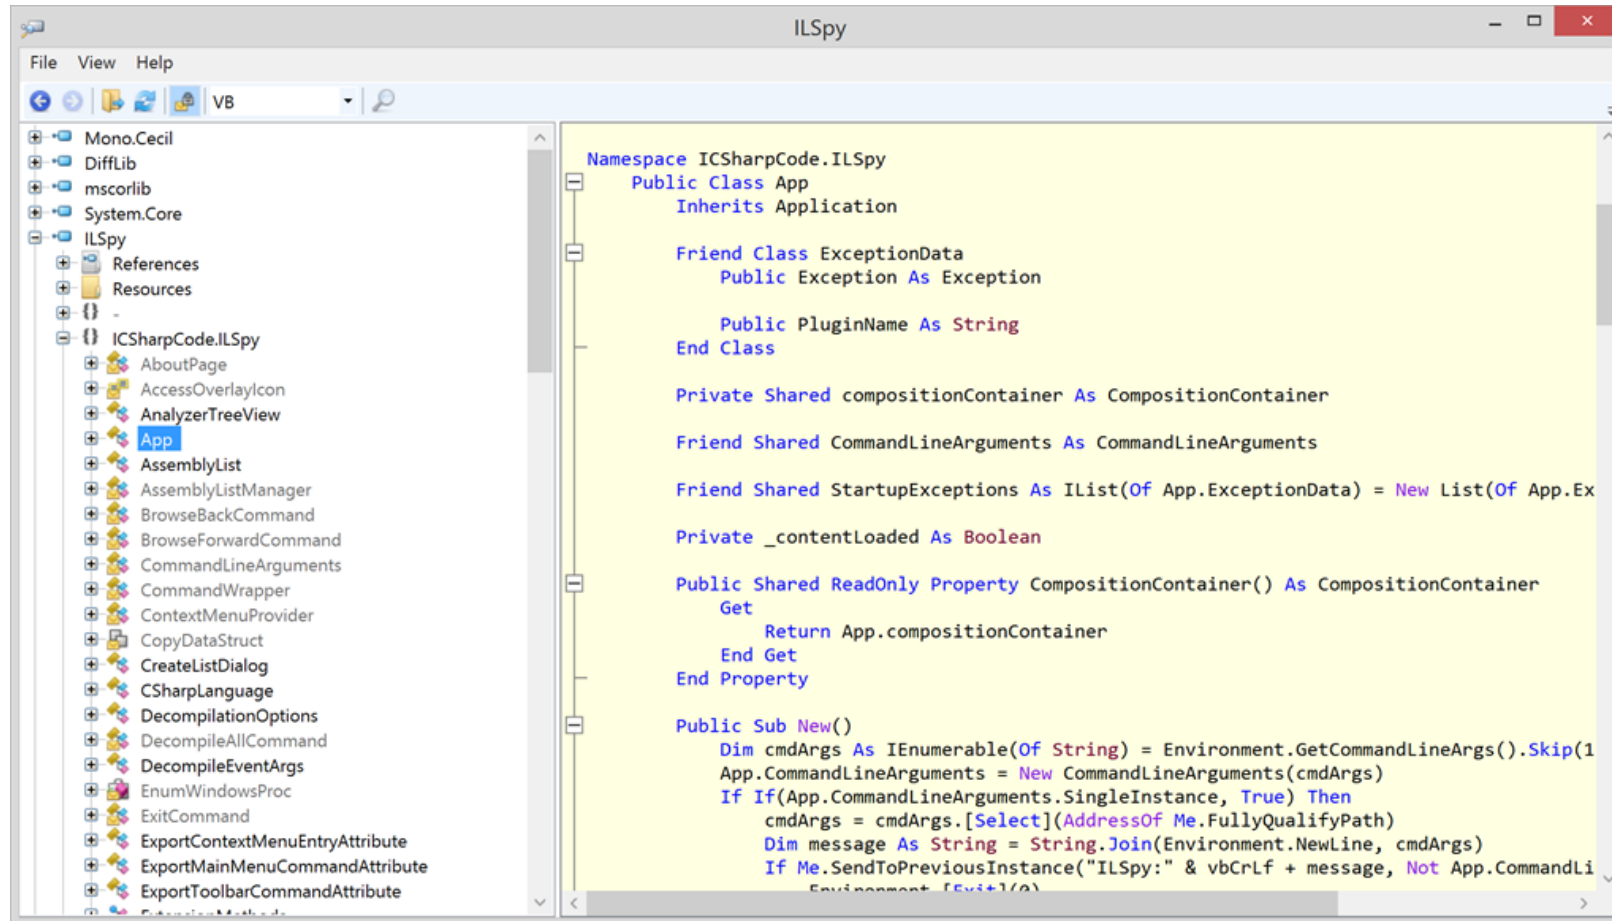 ILSpy
File View Help
VB
Mono.Cecil
DiffLib
mscorlib
System.Core
ILSpy
References
Resources
-
ICSharpCode.ILSpy
AboutPage
AccessOverlayIcon
AnalyzerTreeView
App
AssemblyList
AssemblyListManager
BrowseBackCommand
BrowseForwardCommand
CommandLineArguments
CommandWrapper
ContextMenuProvider
CopyDataStruct
CreateListDialog
CSharpLanguage
DecompilationOptions
DecompileAllCommand
DecompileEventArgs
EnumWindowsProc
ExitCommand
ExportContextMenuEntryAttribute
ExportMainMenuCommandAttribute
ExportToolbarCommandAttribute
Namespace ICSharpCode.ILSpy
Public Class App
Inherits Application
Friend Class ExceptionData
Public Exception As Exception
Public PluginName As String
End Class
Private Shared compositionContainer As CompositionContainer
Friend Shared CommandLineArguments As CommandLineArguments
Friend Shared StartupExceptions As IList(Of App.ExceptionData) = New List(Of App.Ex
Private _contentLoaded As Boolean
Public Shared ReadOnly Property CompositionContainer() As CompositionContainer
Get
Return App.compositionContainer
End Get
End Property
Public Sub New()
Dim cmdArgs As IEnumerable(Of String) = Environment.GetCommandLineArgs().Skip(1
App.CommandLineArguments = New CommandLineArguments(cmdArgs)
If If(App.CommandLineArguments.SingleInstance, True) Then
cmdArgs = cmdArgs.[Select](AddressOf Me.FullyQualifyPath)
Dim message As String = String.Join(Environment.NewLine, cmdArgs)
If Me.SendToPreviousInstance("ILSpy:" & vbCrLf + message, Not App.CommandLi